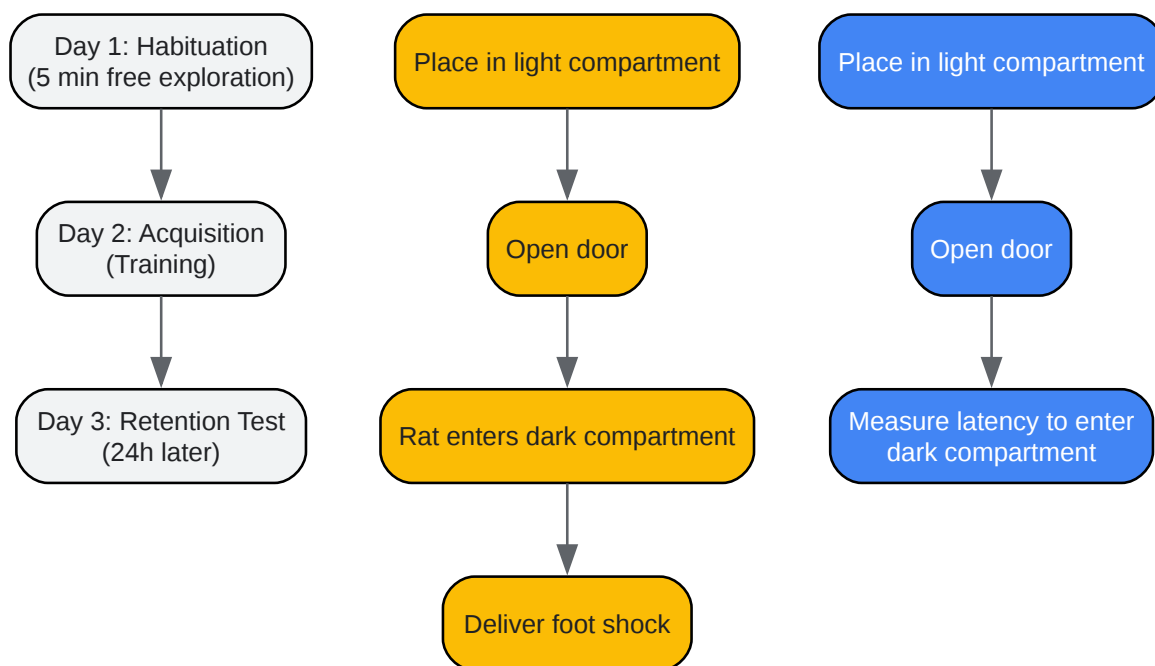 Day 1: Habituation
(5 min free exploration)
Day 2: Acquisition
(Training)
Day 3: Retention Test
(24h later)
Place in light compartment
Open door
Rat enters dark compartment
Deliver foot shock
Place in light compartment
Open door
Measure latency to enter
dark compartment